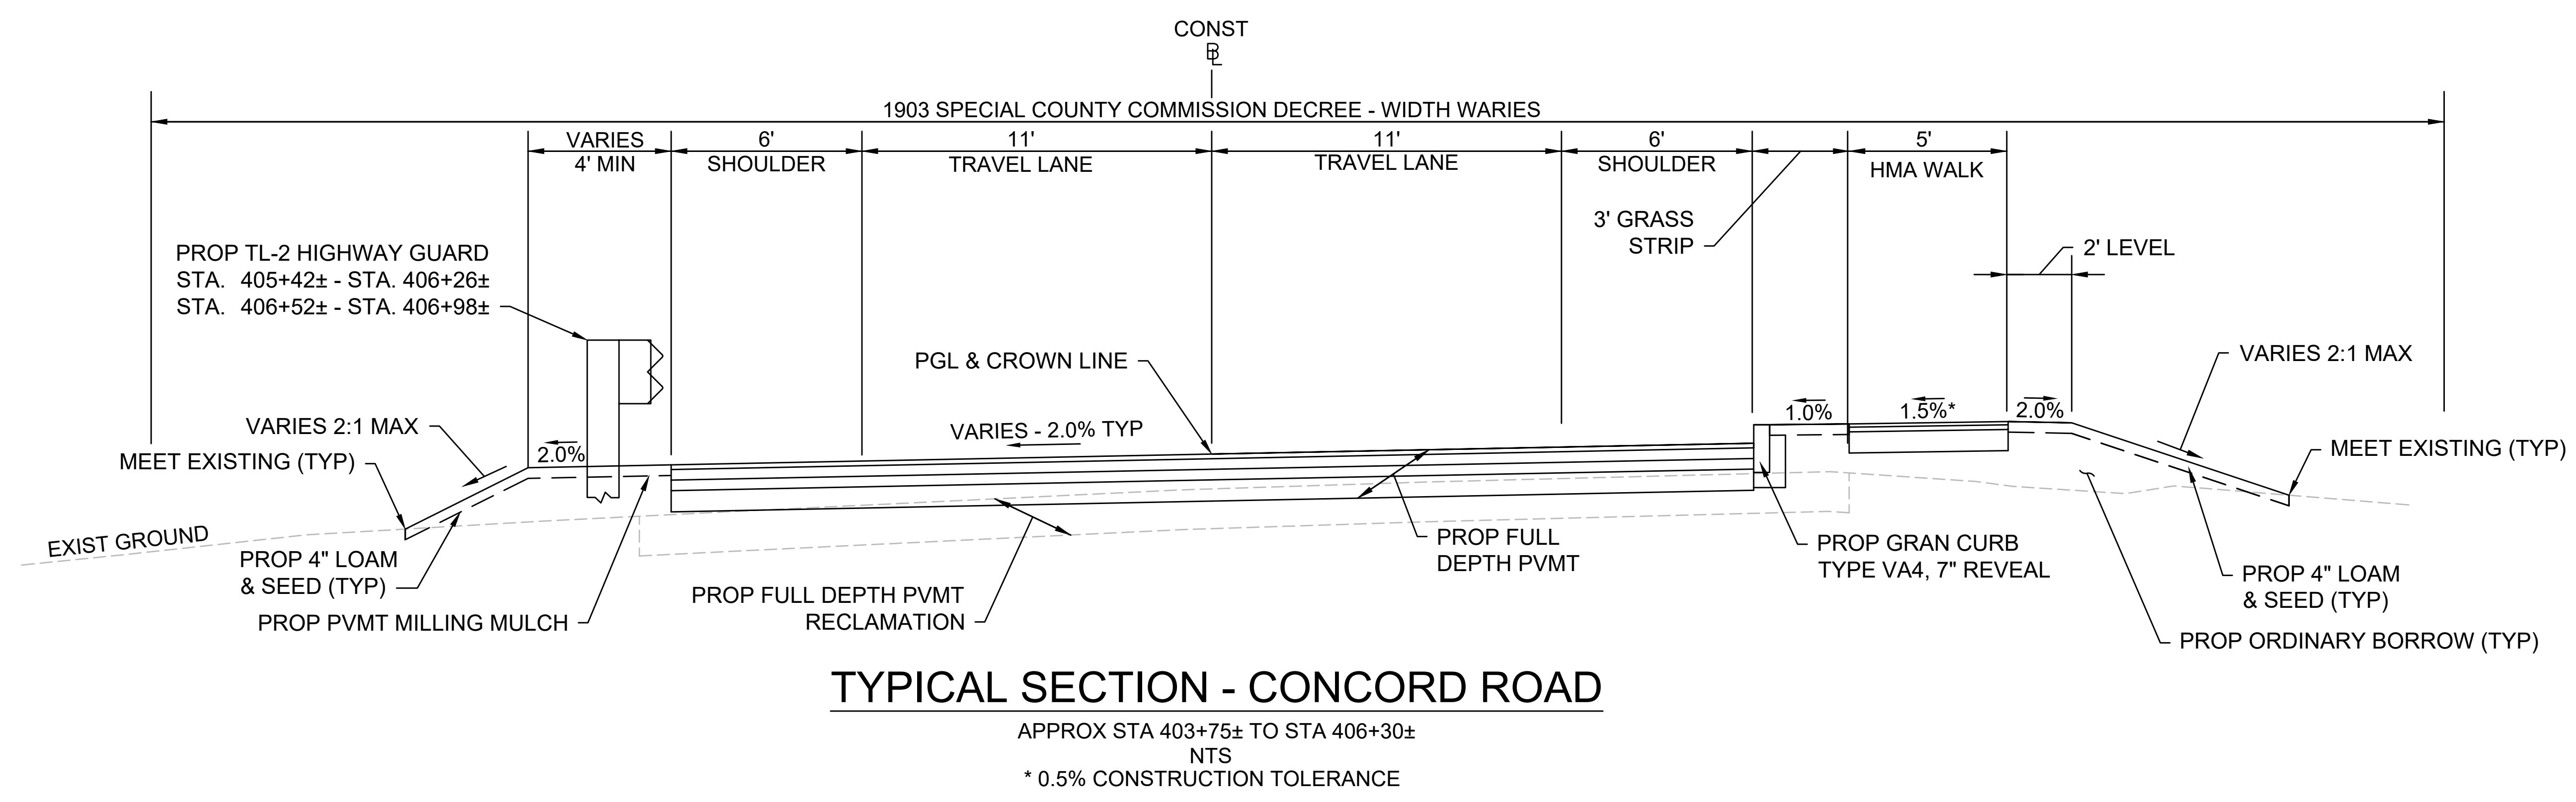 CONST
BL
1903 SPECIAL COUNTY COMMISSION DECREE - WIDTH WARIES
VARIES
4' MIN
6'
SHOULDER
11'
TRAVEL LANE
11'
TRAVEL LANE
6'
SHOULDER
5'
HMA WALK
3' GRASS
STRIP
2' LEVEL
PROP TL-2 HIGHWAY GUARD
STA. 405+42± - STA. 406+26±
STA. 406+52± - STA. 406+98±
PGL & CROWN LINE
VARIES 2:1 MAX
VARIES 2:1 MAX
MEET EXISTING (TYP)
2.0%
VARIES - 2.0% TYP
1.0%
1.5%*
2.0%
MEET EXISTING (TYP)
EXIST GROUND
PROP 4" LOAM
& SEED (TYP)
PROP PVMT MILLING MULCH
PROP FULL DEPTH PVMT
RECLAMATION
PROP FULL
DEPTH PVMT
PROP GRAN CURB
TYPE VA4, 7" REVEAL
PROP 4" LOAM
& SEED (TYP)
PROP ORDINARY BORROW (TYP)
TYPICAL SECTION - CONCORD ROAD
APPROX STA 403+75± TO STA 406+30±
NTS
* 0.5% CONSTRUCTION TOLERANCE